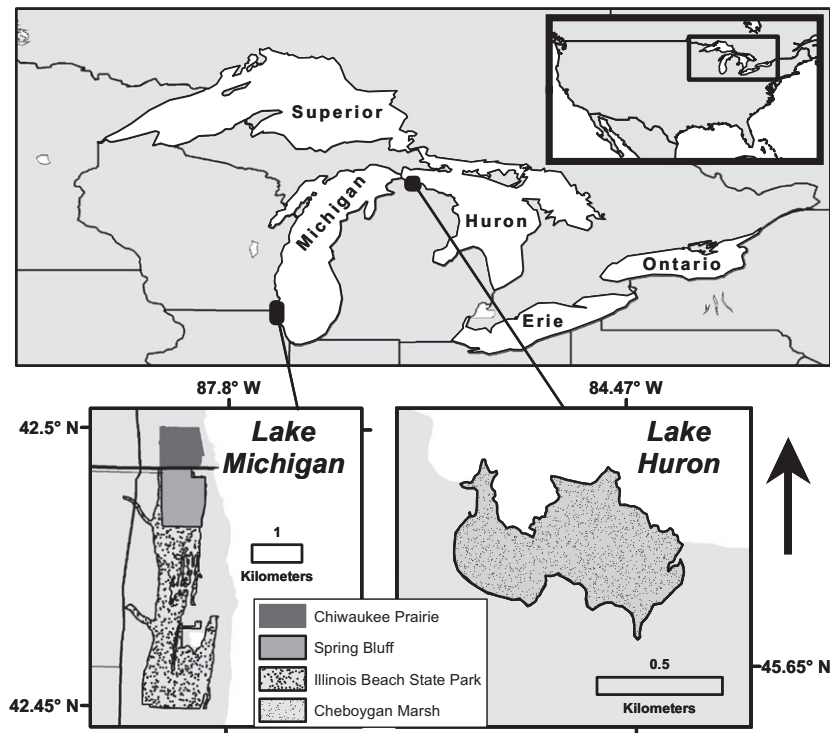 Superior
Michigan
Huron
Ontario
Erie
87.8° W
84.47° W
42.5° N
Lake
Michigan
1
Kilometers
42.45° N
Lake
Huron
0.5
Kilometers
45.65° N
Chiwaukee Prairie
Spring Bluff
Illinois Beach State Park
Cheboygan Marsh